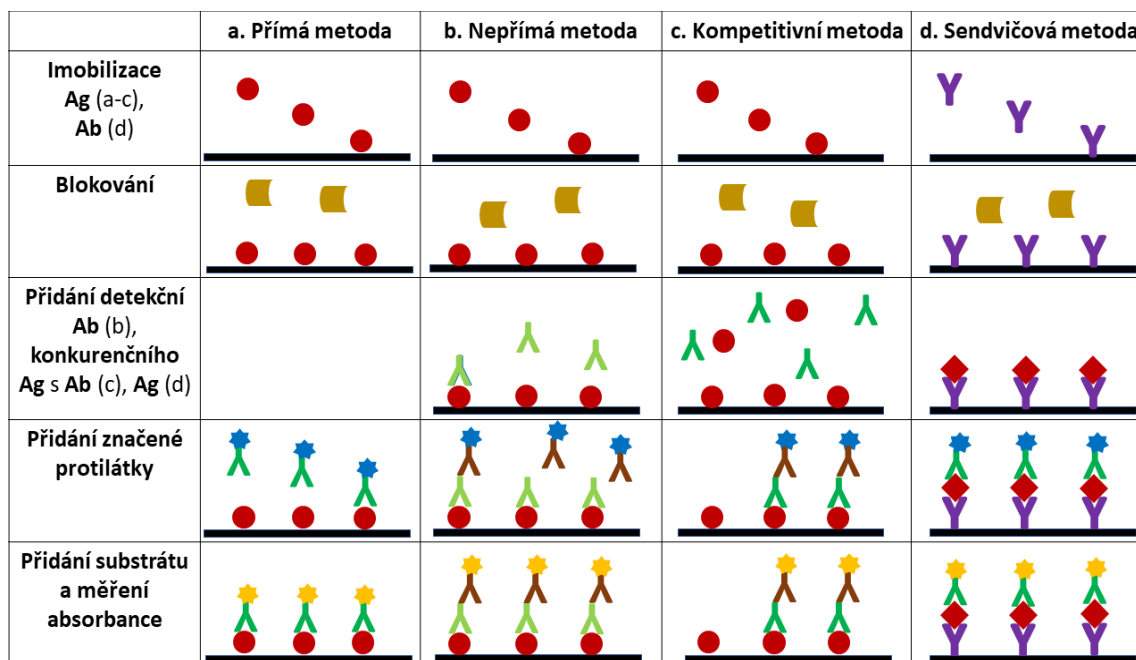 a. Přímá metoda
b. Nepřímá metoda
c. Kompetitivní metoda
d. Sendvičová metoda
Imobilizace
Ag (a-c),
Ab (d)
Blokování
Přidání detekční
Ab (b),
konkurenčního
Ag s Ab (c), Ag (d)
Přidání značené
protilátky
Přidání substrátu
a měření
absorbance